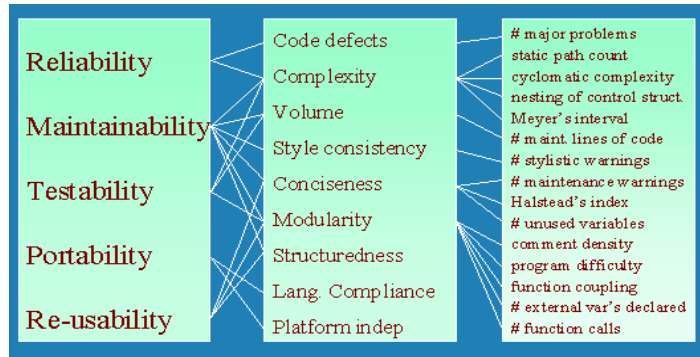 Reliability
Maintainability
Testability
Portability
Re-usability
Code defects
Complexity
Volume
Style consistency
Conciseness
Modularity
Structuredness
Lang. Compliance
Platform indep
# major problems
static path count
cyclomatic complexity
nesting of control struct.
Meyer's interval
# maint. lines of code
# stylistic warnings
# maintenance warnings
Halstead's index
# unused variables
comment density
program difficulty
function coupling
# external var's declared
# function calls